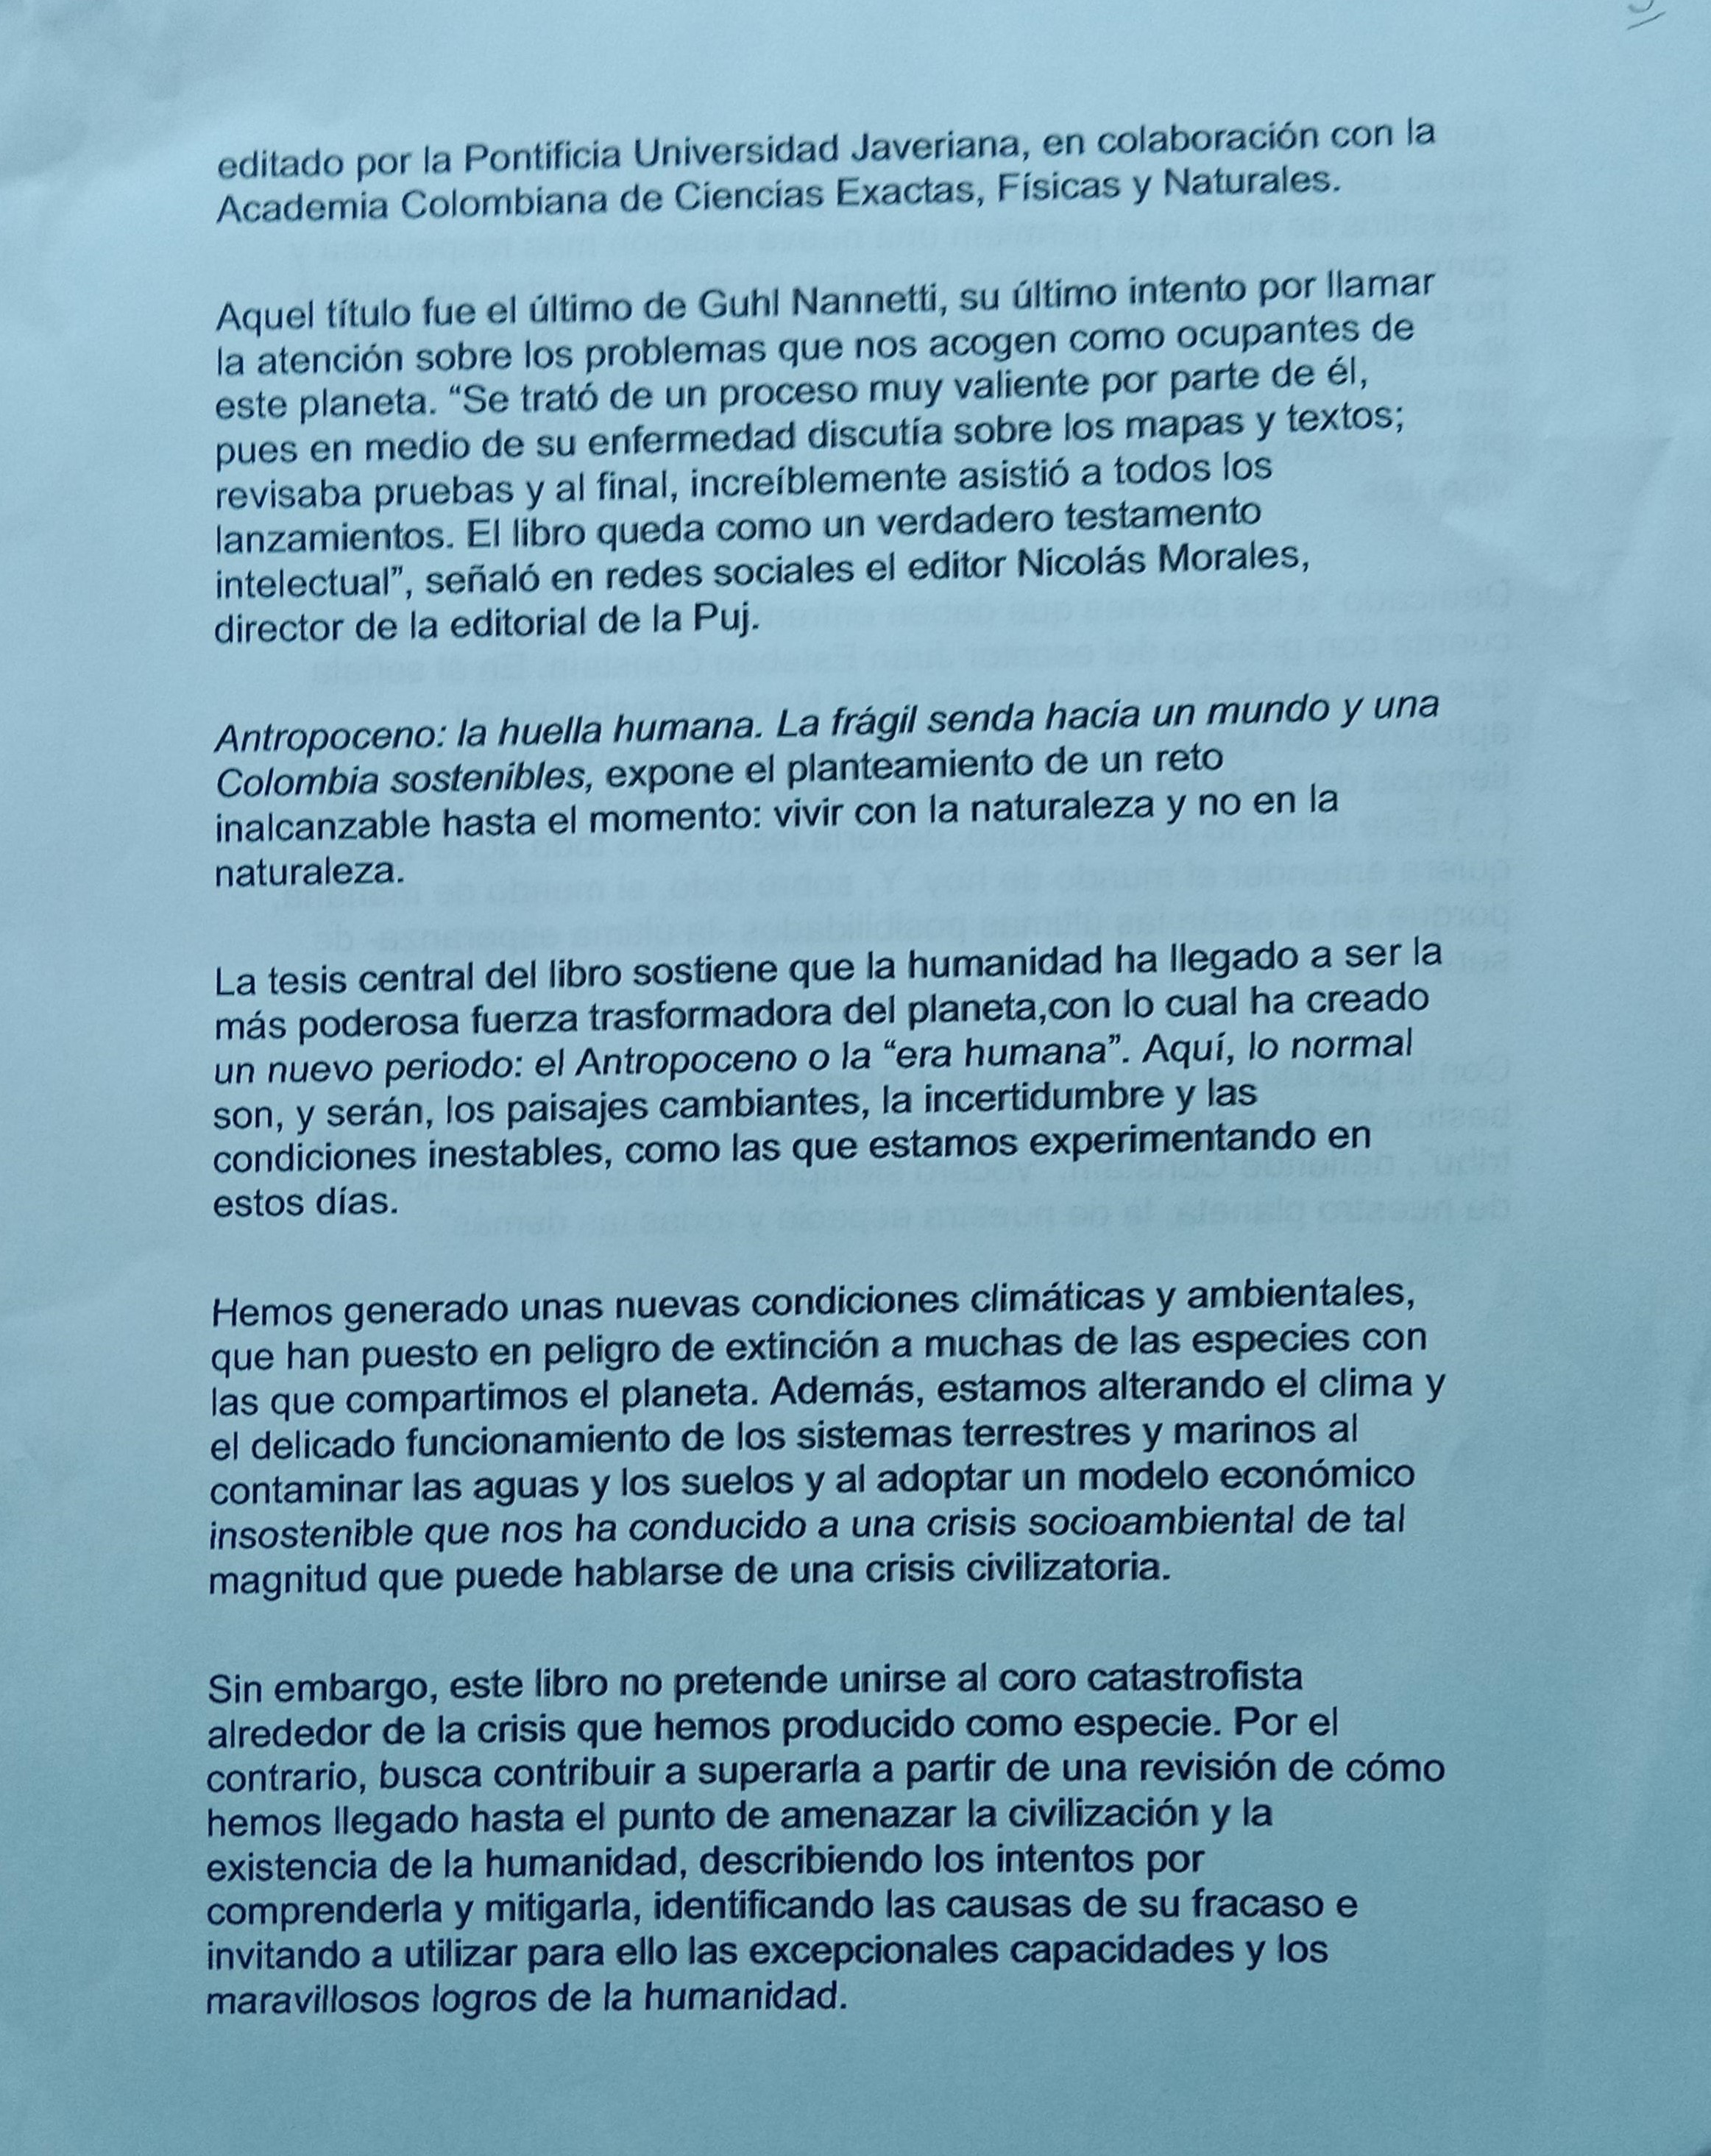 editado por la Pontificia Universidad Javeriana, en colaboración con la
Academia Colombiana de Ciencias Exactas, Físicas y Naturales.
Aquel título fue el último de Guhl Nannetti, su último intento por llamar
la atención sobre los problemas que nos acogen como ocupantes de
este planeta. “Se trató de un proceso muy valiente por parte de él,
pues en medio de su enfermedad discutía sobre los mapas y textos;
revisaba pruebas y al final, increíblemente asistió a todos los
lanzamientos. El libro queda como un verdadero testamento
intelectual”, señaló en redes sociales el editor Nicolás Morales,
director de la editorial de la Puj.
Antropoceno: la huella humana. La frágil senda hacia un mundo y una
Colombia sostenibles, expone el planteamiento de un reto
inalcanzable hasta el momento: vivir con la naturaleza y no en la
naturaleza.
La tesis central del libro sostiene que la humanidad ha llegado a ser la
más poderosa fuerza trasformadora del planeta,con lo cual ha creado
un nuevo periodo: el Antropoceno o la “era humana”. Aquí, lo normal
son, y serán, los paisajes cambiantes, la incertidumbre y las
condiciones inestables, como las que estamos experimentando en
estos días.
Hemos generado unas nuevas condiciones climáticas y ambientales,
que han puesto en peligro de extinción a muchas de las especies con
las que compartimos el planeta. Además, estamos alterando el clima y
el delicado funcionamiento de los sistemas terrestres y marinos al
contaminar las aguas y los suelos y al adoptar un modelo económico
insostenible que nos ha conducido a una crisis socioambiental de tal
magnitud que puede hablarse de una crisis civilizatoria.
Sin embargo, este libro no pretende unirse al coro catastrofista
alrededor de la crisis que hemos producido como especie. Por el
contrario, busca contribuir a superarla a partir de una revisión de cómo
hemos llegado hasta el punto de amenazar la civilización y la
existencia de la humanidad, describiendo los intentos por
comprenderla y mitigarla, identificando las causas de su fracaso e
invitando a utilizar para ello las excepcionales capacidades y los
maravillosos logros de la humanidad.